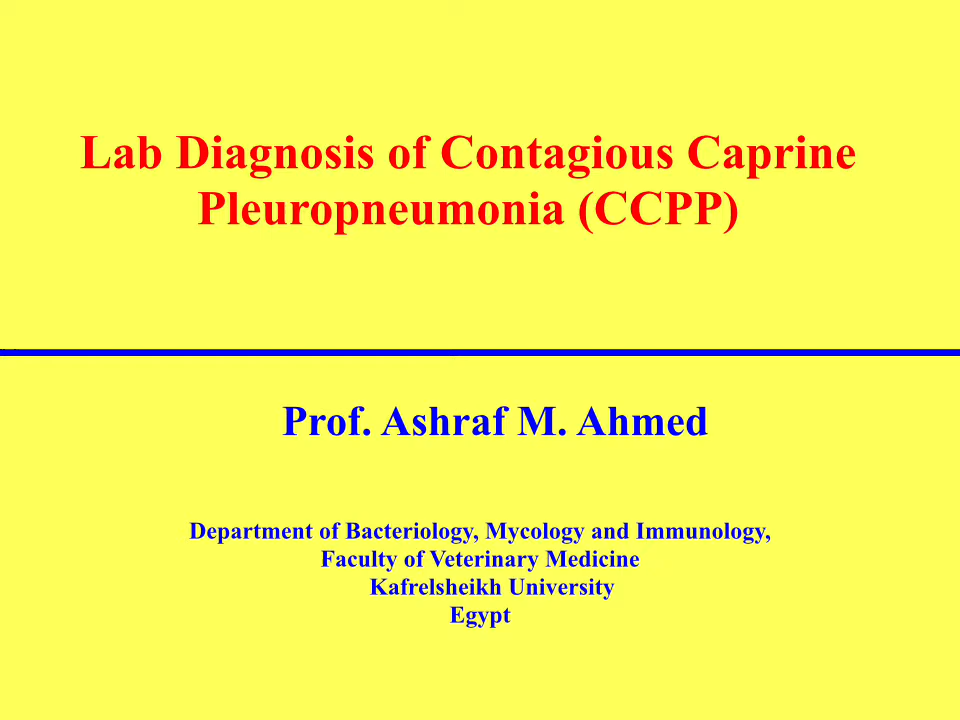 Lab Diagnosis of Contagious Caprine
Pleuropneumonia (CCPP)
Prof. Ashraf M. Ahmed
Department of Bacteriology, Mycology and Immunology,
Faculty of Veterinary Medicine
Kafrelsheikh University
Egypt